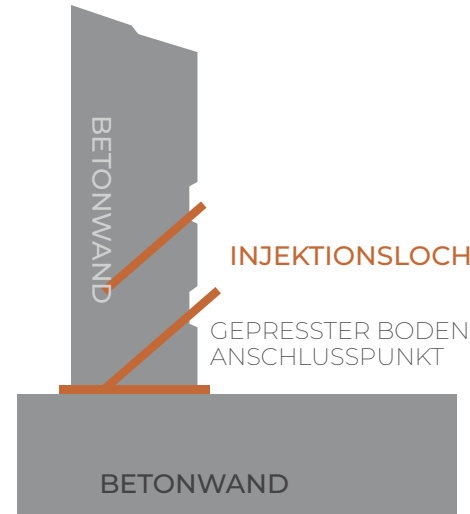 BETONWAND
INJEKTIONSLOCH
GEPRESSTER BODEN
ANSCHLUSSPUNKT
BETONWAND